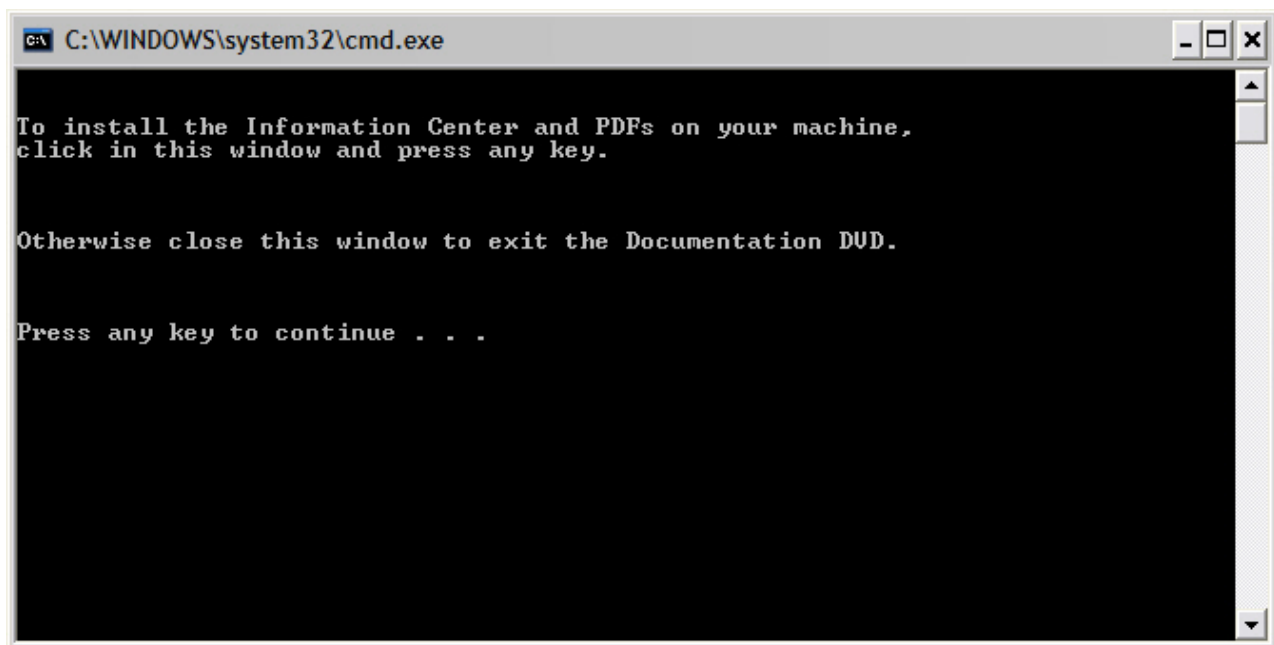 C:\WINDOWS\system32\cmd.exe
To install the Information Center and PDFs on your machine,
click in this window and press any key.
Otherwise close this window to exit the Documentation DVD.
Press any key to continue . . .